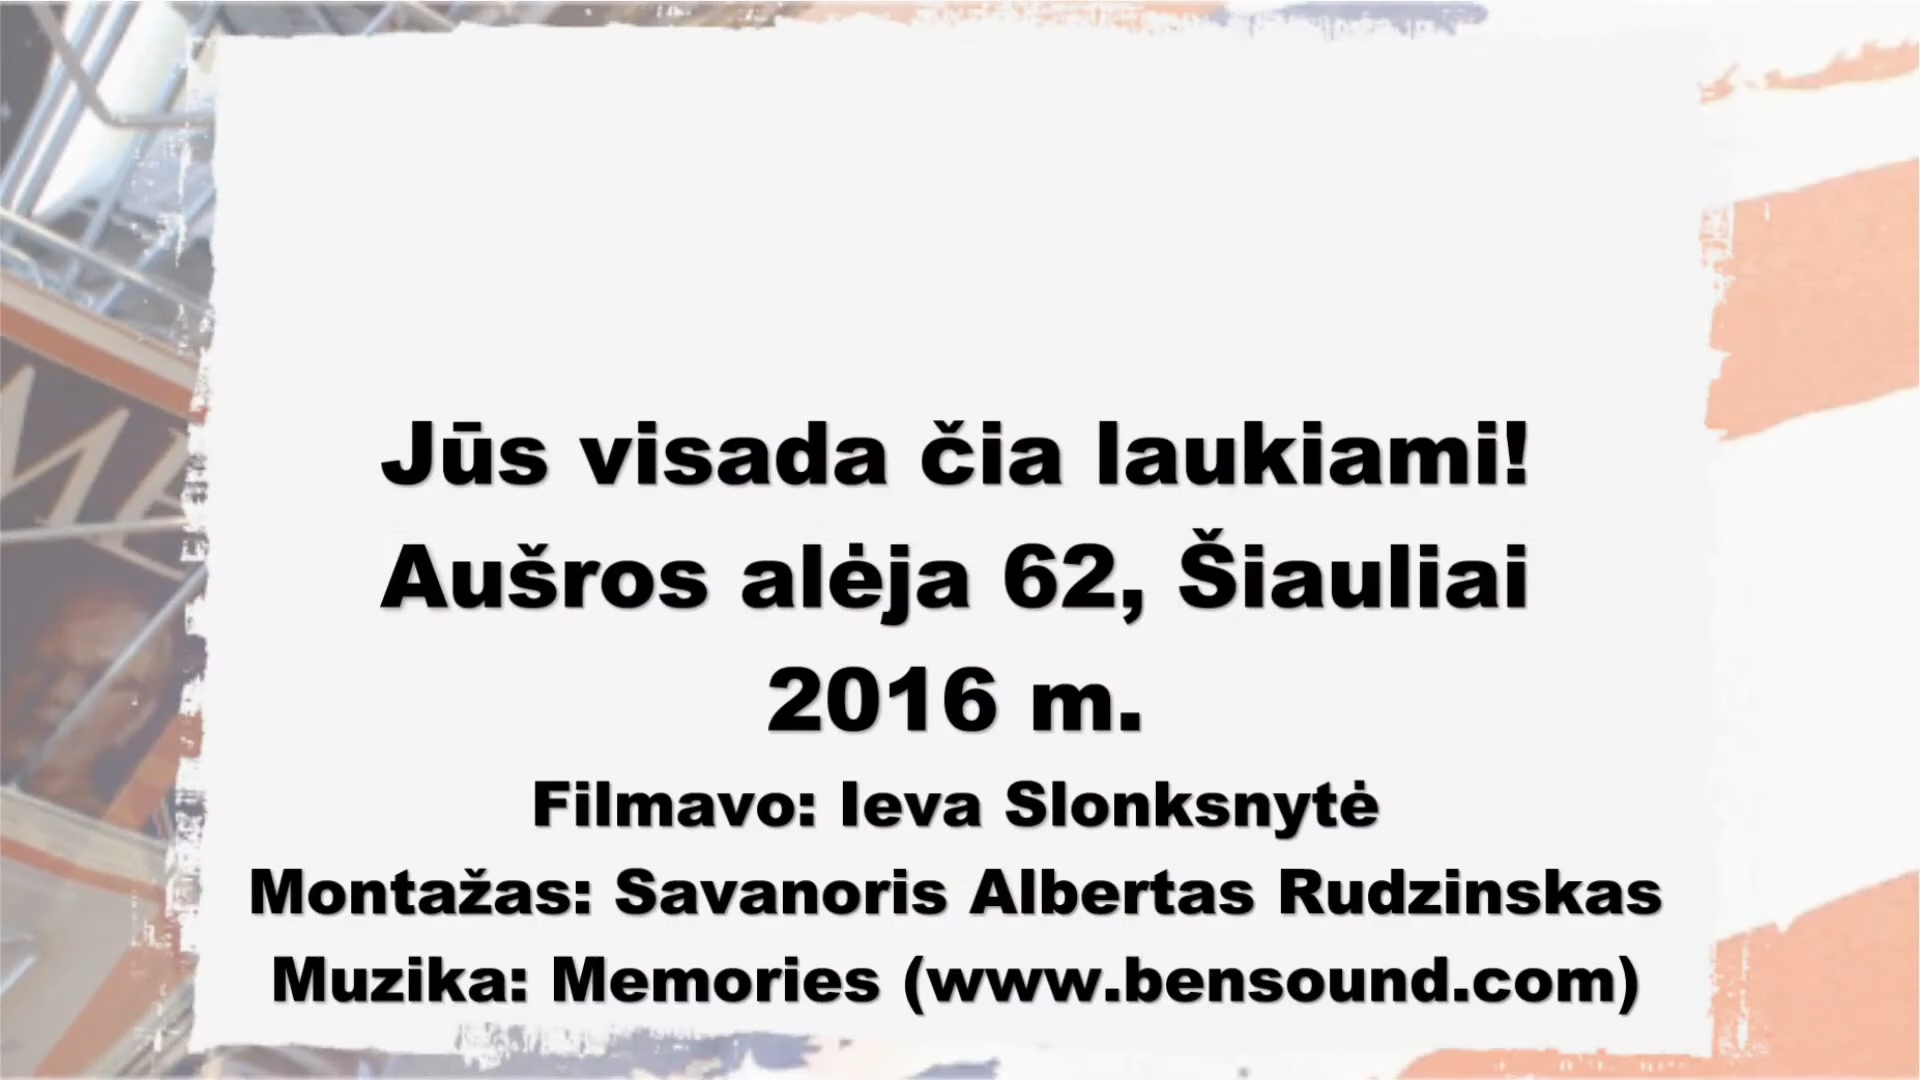 Jūs visada čia laukiami!
Aušros alėja 62, Šiauliai
2016 m.
Filmavo: Ieva Slonksnytė
Montažas: Savanoris Albertas Rudzinskas
Muzika: Memories (www.bensound.com)